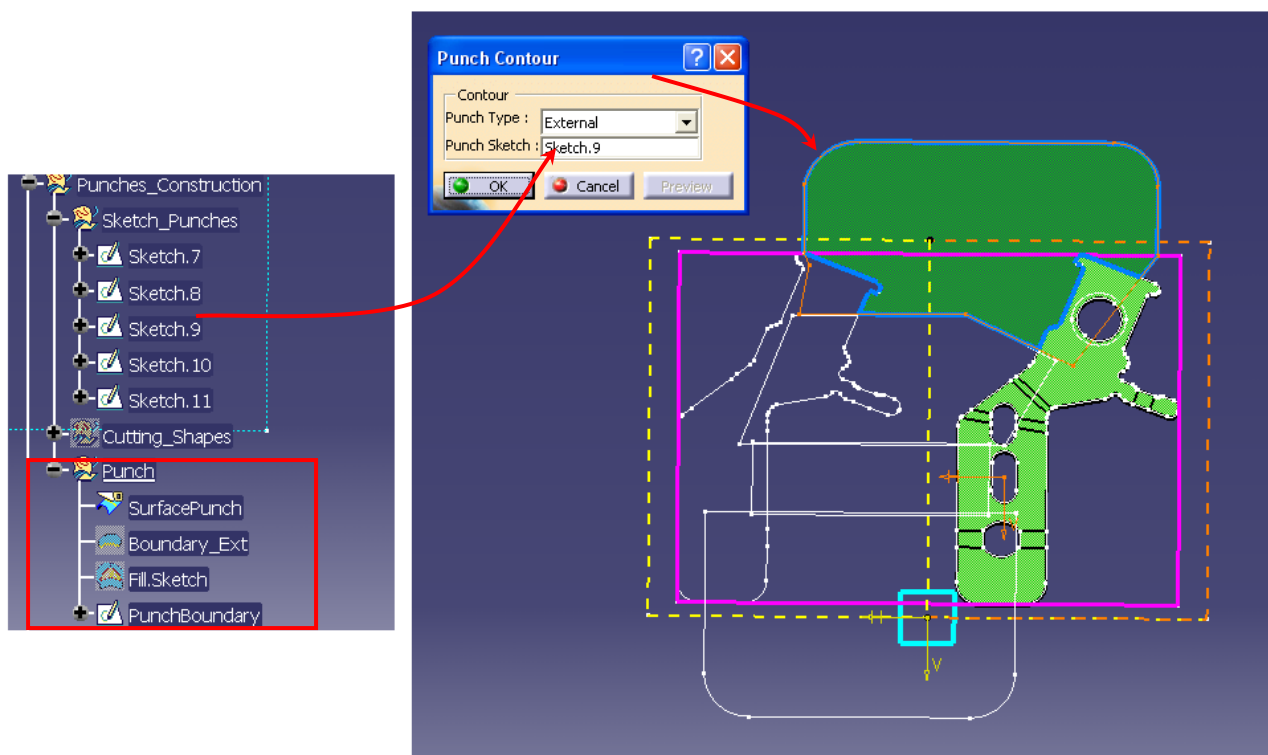 Punch Contour
Contour
Punch Type :
External
Punch Sketch :
Sketch.9
OK
Cancel
Preview
Punches_Construction
Sketch_Punches
Sketch.7
Sketch.8
Sketch.9
Sketch.10
Sketch.11
Cutting_Shapes
Punch
SurfacePunch
Boundary_Ext
Fill.Sketch
PunchBoundary
V